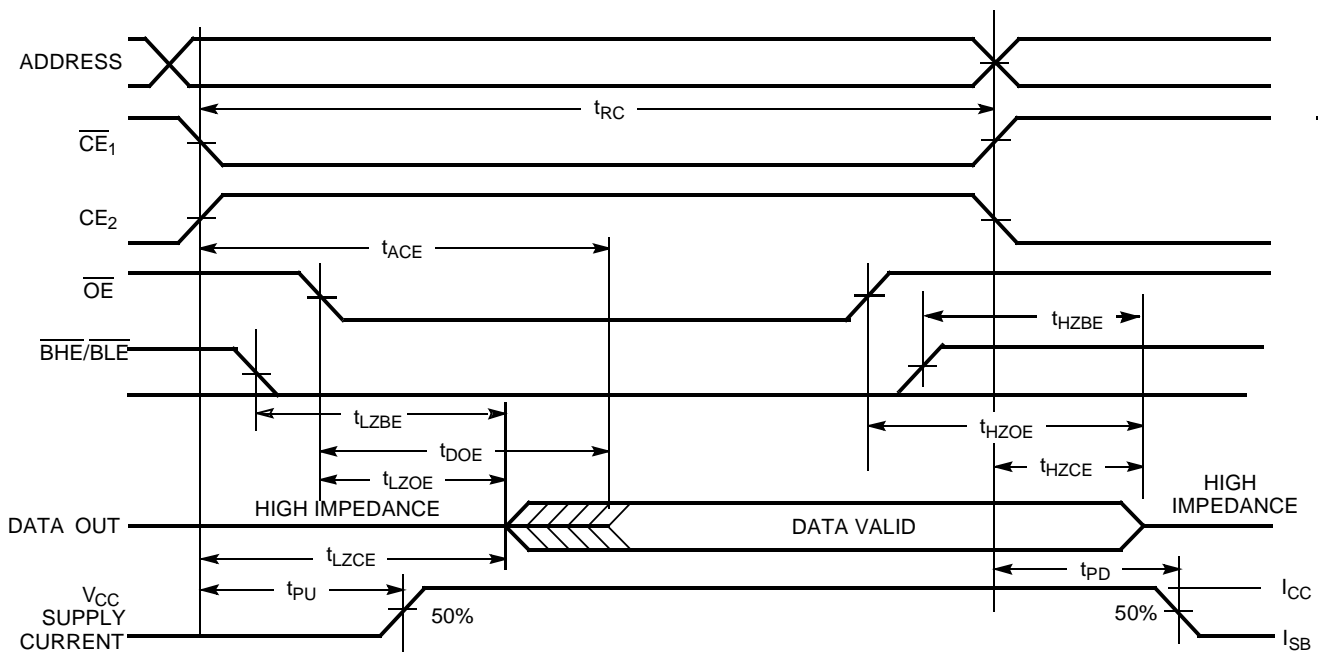 ADDRESS
tRC
CE1
CE2
tACE
OE
tHZBE
BHE/BLE
tLZBE
tHZOE
tDOE
tHZCE
tLZOE
HIGH IMPEDANCE
HIGH
IMPEDANCE
DATA OUT
DATA VALID
tLZCE
tPD
tPU
VCC
SUPPLY
CURRENT
50%
50%
ICC
ISB